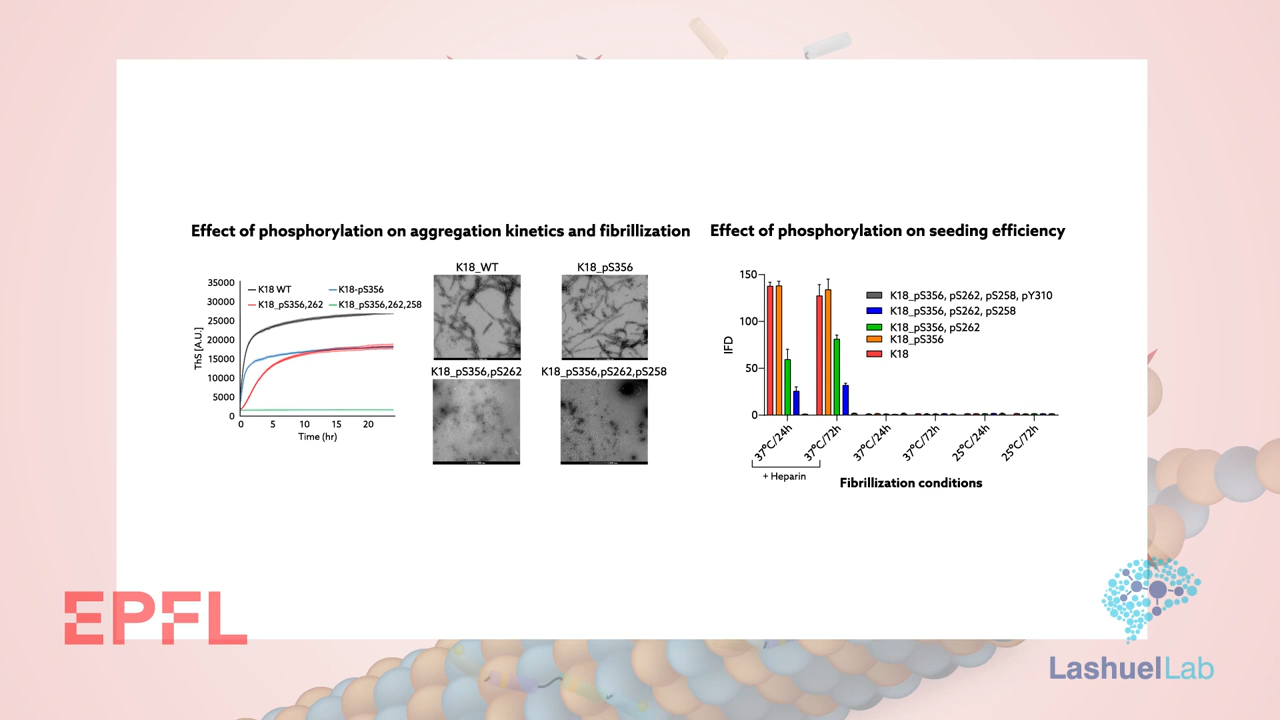 Effect of phosphorylation on aggregation kinetics and fibrillization
35000
30000
25000
20000
15000
10000
5000
0
ThS [A.U.]
K18 WT
K18-pS356
K18_pS356,262
K18_pS356,262,258
0 5 10 15 20
Time (hr)
K18_WT
K18_pS356
K18_pS356,pS262
K18_pS356,pS262,pS258
Effect of phosphorylation on seeding efficiency
150
100
50
0
IFD
K18_pS356, pS262, pS258, pY310
K18_pS356, pS262, pS258
K18_pS356, pS262
K18_pS356
K18
37°C/24h
37°C/72h
37°C/24h
37°C/72h
25°C/24h
25°C/72h
+ Heparin
Fibrillization conditions
EPFL
LashuelLab